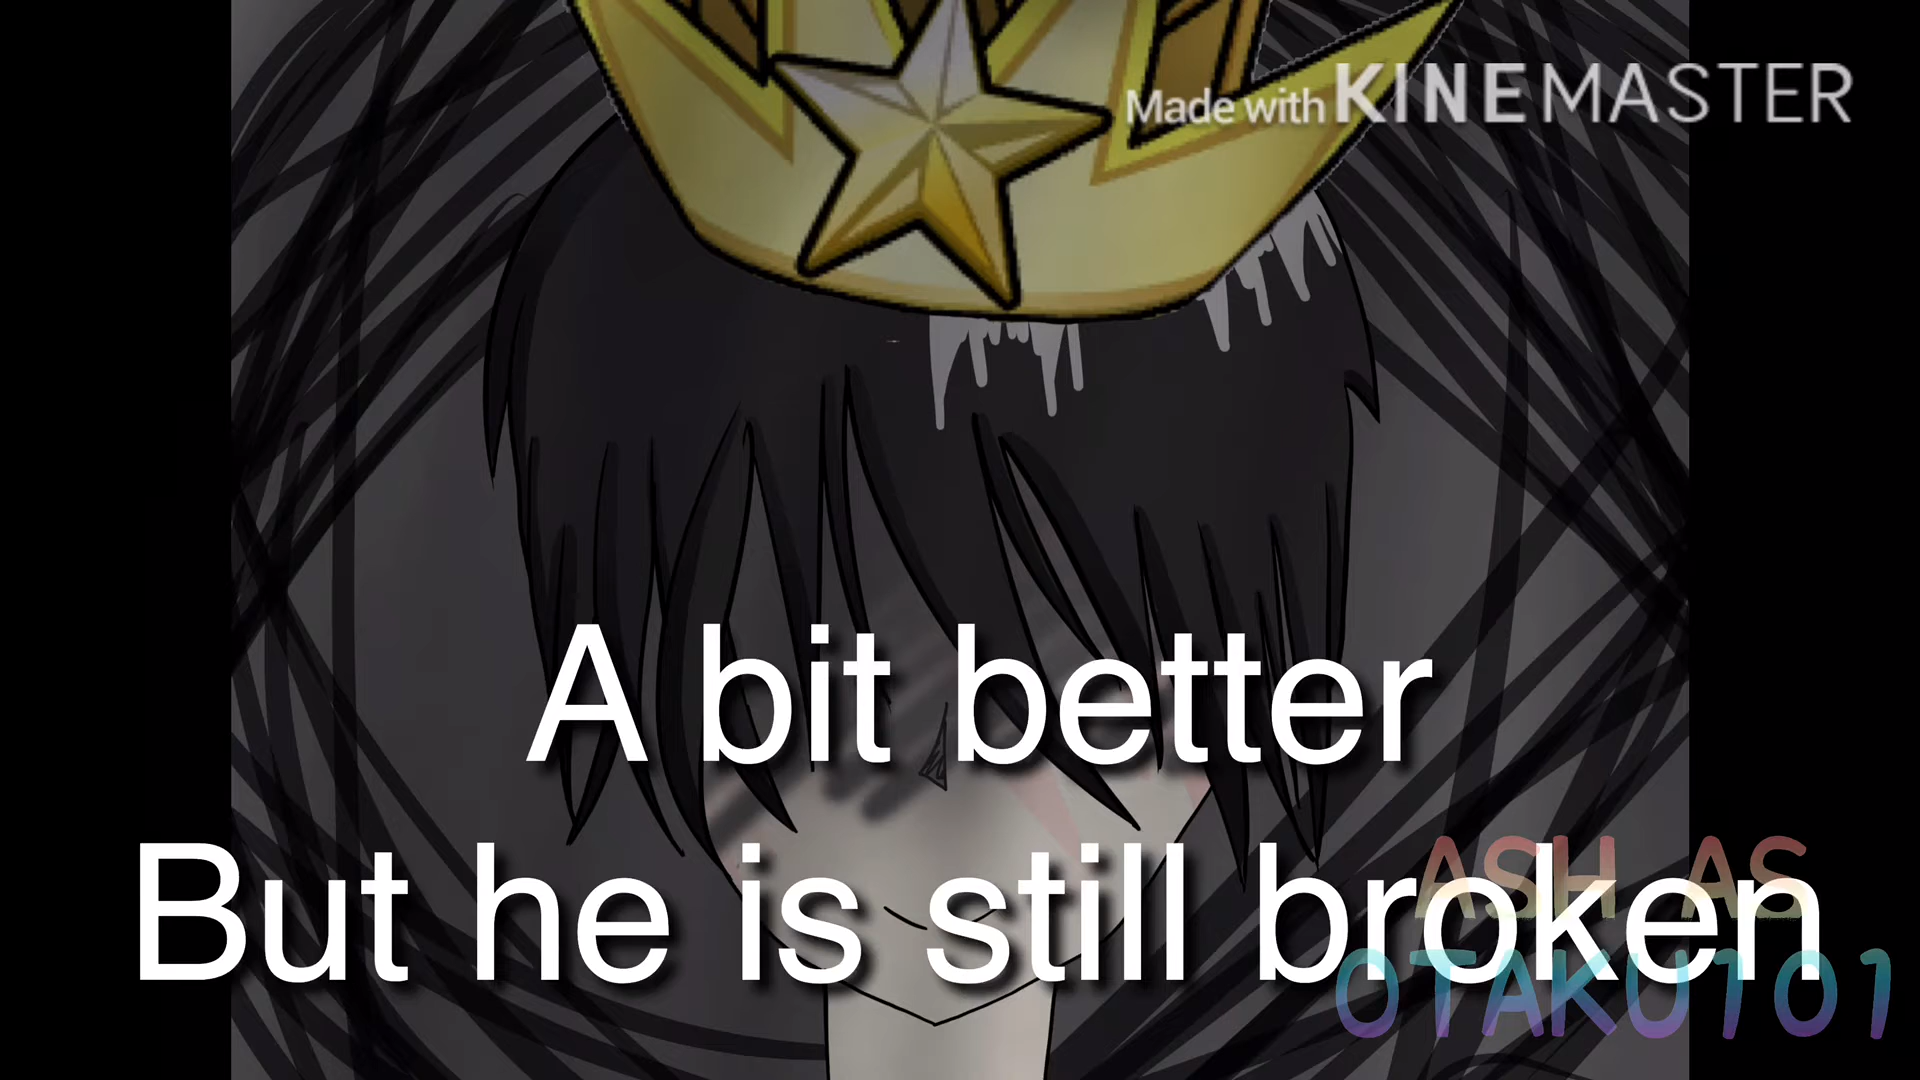 Made with KINEMASTER
A bit better
But he is still broken
ASH AS
OTAKU101